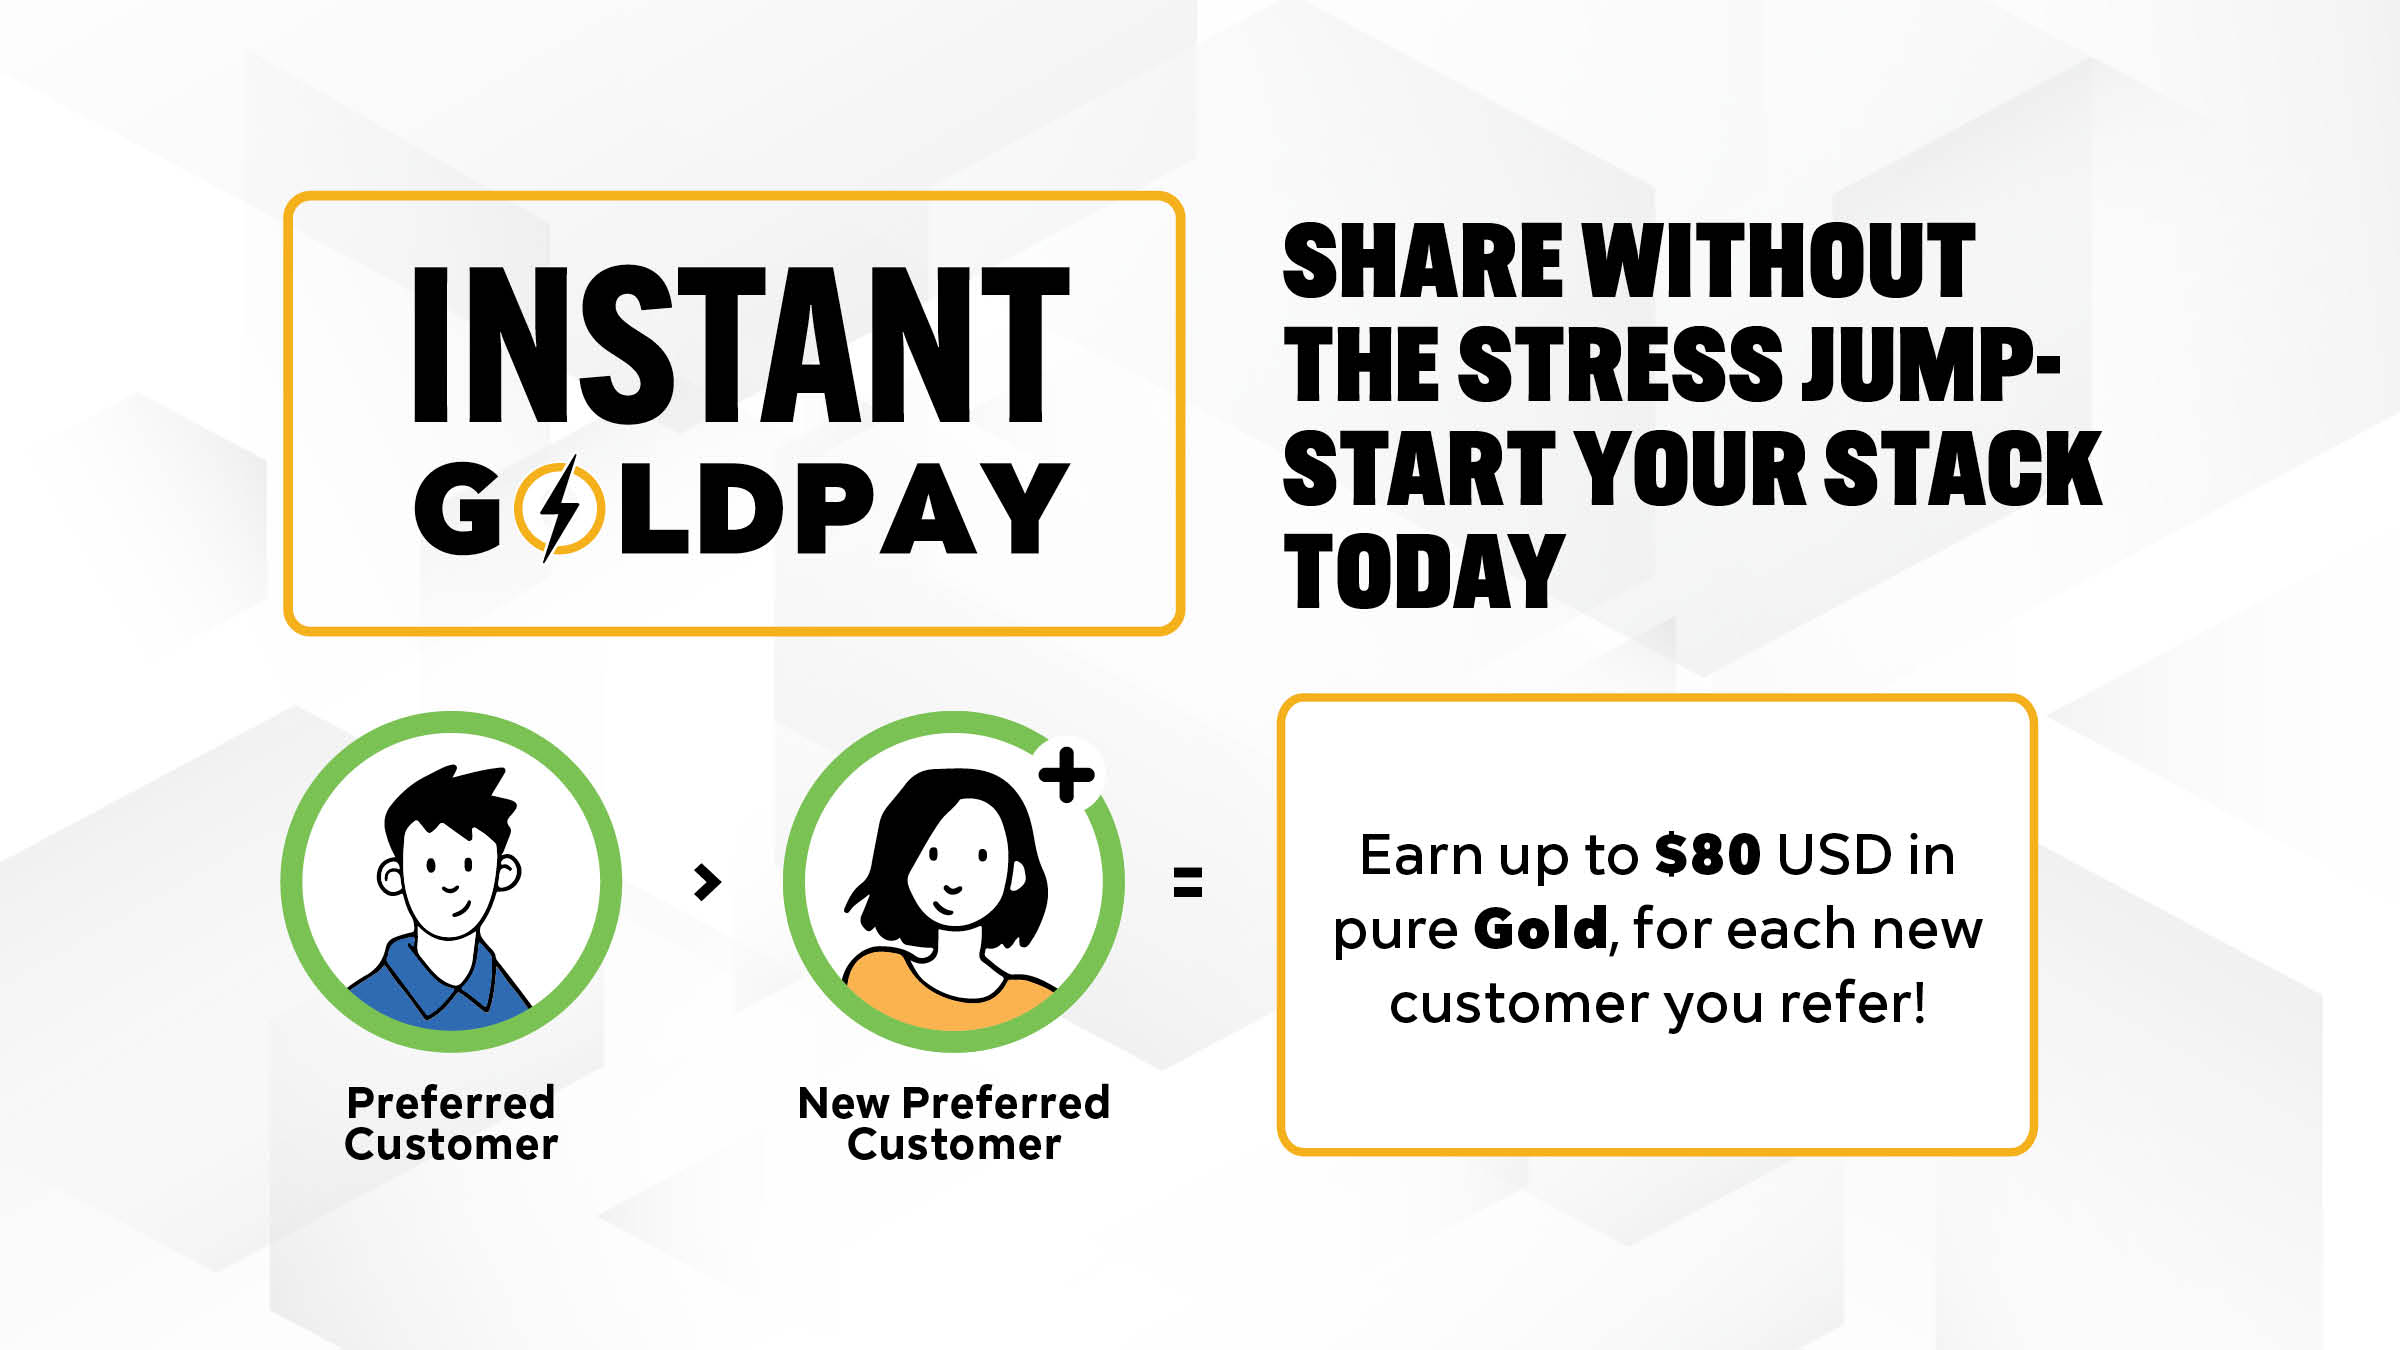 INSTANT
GOLDPAY
SHARE WITHOUT
THE STRESS JUMP-
START YOUR STACK
TODAY
Preferred
Customer
>
New Preferred
Customer
+
=
Earn up to $80 USD in
pure Gold, for each new
customer you refer!